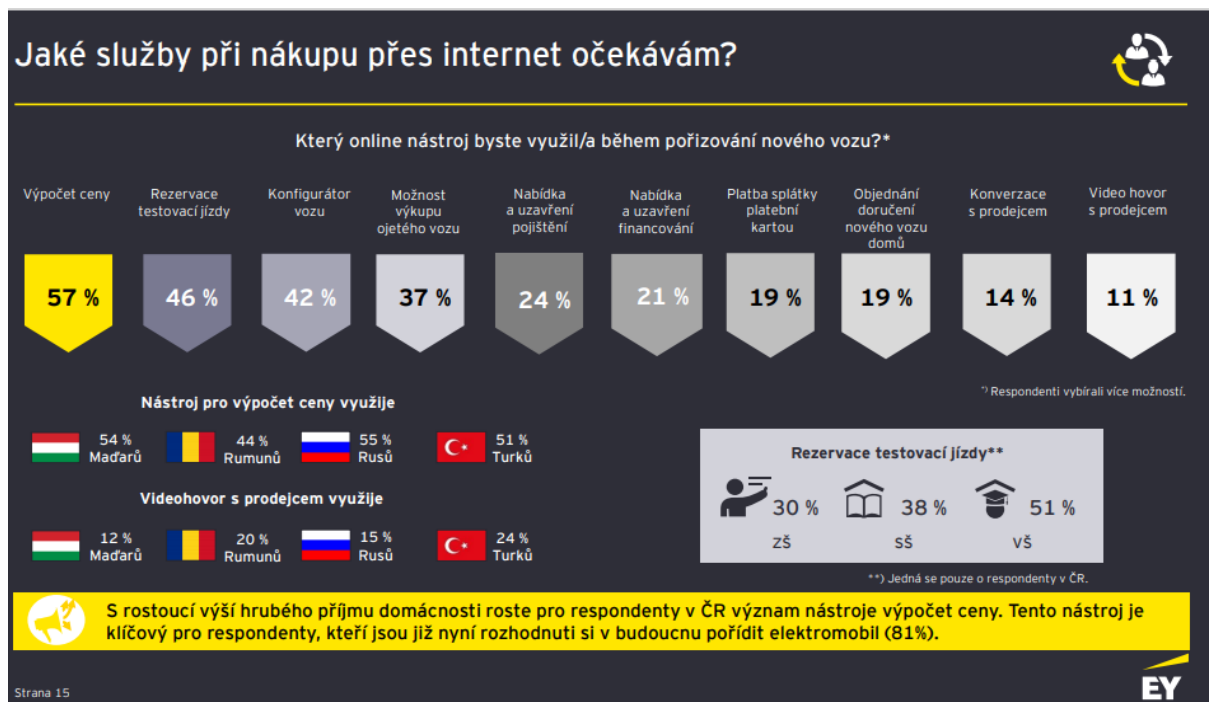 Jaké služby při nákupu přes internet očekávám?
Který online nástroj byste využil/a během pořizování nového vozu?*
Výpočet ceny
Rezervace
testovací jízdy
Konfigurátor
vozu
Možnost
výkupu
ojetého vozu
Nabídka
a uzavření
pojištění
Nabídka
a uzavření
financování
Platba splátky
platební
kartou
Objednání
doručení
nového vozu
domů
Konverzace
s prodejcem
Video hovor
s prodejcem
57 %
46 %
42 %
37 %
24 %
21 %
19 %
19 %
14 %
11 %
*) Respondenti vybírali více možností.
Nástroj pro výpočet ceny využije
54 %
Maďarů
44 %
Rumunů
55 %
Rusů
51 %
Turků
Videohovor s prodejcem využije
12 %
Maďarů
20 %
Rumunů
15 %
Rusů
24 %
Turků
Rezervace testovací jízdy**
30 %
38 %
51 %
ZŠ
SŠ
VŠ
**) Jedná se pouze o respondenty v ČR.
S rostoucí výší hrubého příjmu domácnosti roste pro respondenty v ČR význam nástroje výpočet ceny. Tento nástroj je
klíčový pro respondenty, kteří jsou již nyní rozhodnuti si v budoucnu pořídit elektromobil (81%).
Strana 15
EY